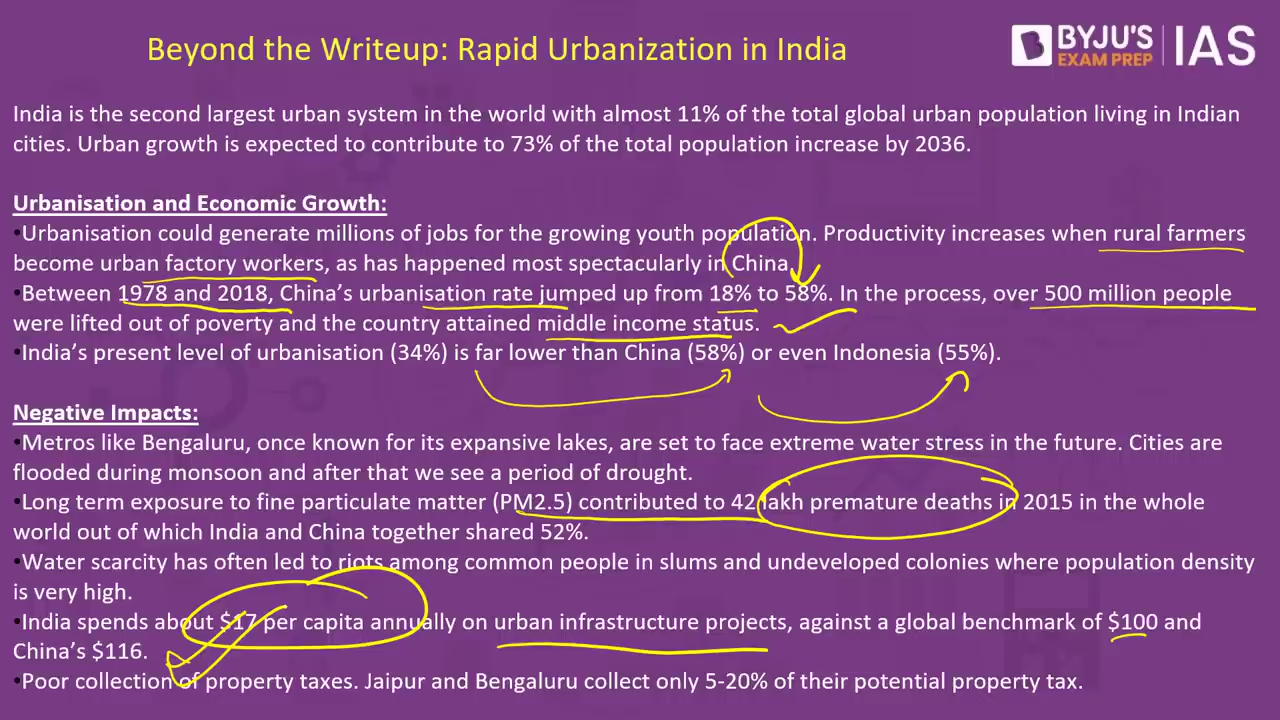 Beyond the Writeup: Rapid Urbanization in India
BYJU'S
EXAM PREP
IAS
India is the second largest urban system in the world with almost 11% of the total global urban population living in Indian
cities. Urban growth is expected to contribute to 73% of the total population increase by 2036.
Urbanisation and Economic Growth:
•Urbanisation could generate millions of jobs for the growing youth population. Productivity increases when rural farmers
become urban factory workers, as has happened most spectacularly in China.
•Between 1978 and 2018, China's urbanisation rate jumped up from 18% to 58%. In the process, over 500 million people
were lifted out of poverty and the country attained middle income status.
•India's present level of urbanisation (34%) is far lower than China (58%) or even Indonesia (55%).
Negative Impacts:
•Metros like Bengaluru, once known for its expansive lakes, are set to face extreme water stress in the future. Cities are
flooded during monsoon and after that we see a period of drought.
•Long term exposure to fine particulate matter (PM2.5) contributed to 42 lakh premature deaths in 2015 in the whole
world out of which India and China together shared 52%.
•Water scarcity has often led to riots among common people in slums and undeveloped colonies where population density
is very high.
•India spends about $17 per capita annually on urban infrastructure projects, against a global benchmark of $100 and
China's $116.
•Poor collection of property taxes. Jaipur and Bengaluru collect only 5-20% of their potential property tax.